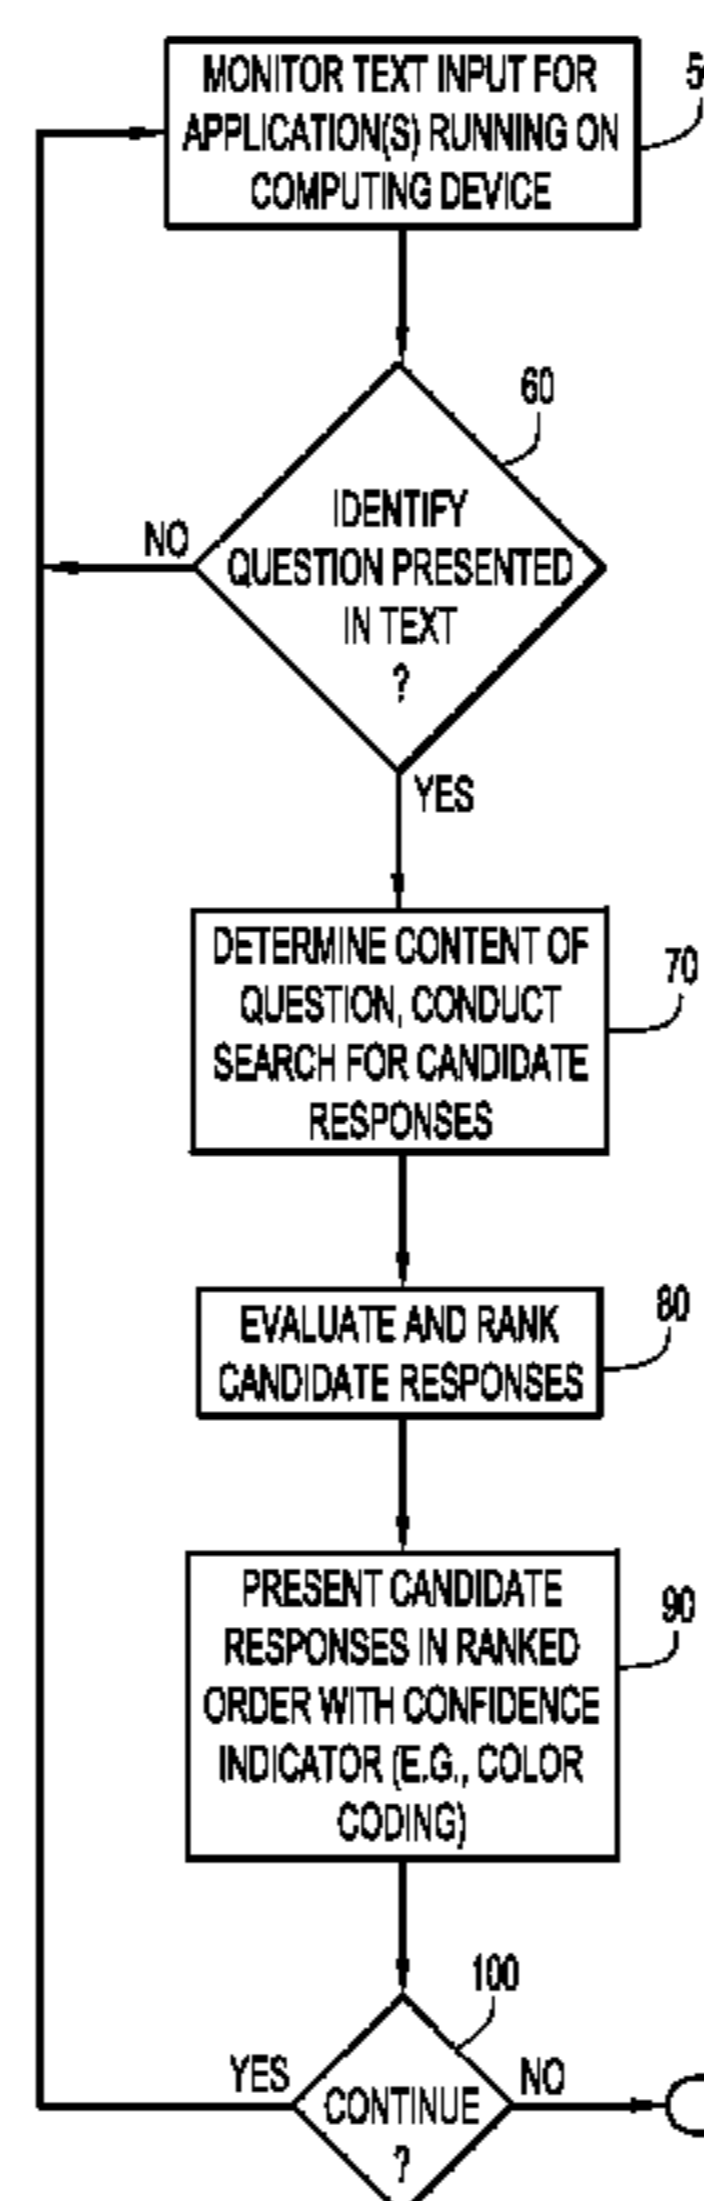 MONITOR TEXT INPUT FOR
APPLICATION(S) RUNNING ON
COMPUTING DEVICE
60
IDENTIFY
QUESTION PRESENTED
IN TEXT
?
NO
YES
DETERMINE CONTENT OF
QUESTION, CONDUCT
SEARCH FOR CANDIDATE
RESPONSES
70
EVALUATE AND RANK
CANDIDATE RESPONSES
80
PRESENT CANDIDATE
RESPONSES IN RANKED
ORDER WITH CONFIDENCE
INDICATOR (E.G., COLOR
CODING)
90
100
YES
CONTINUE
?
NO